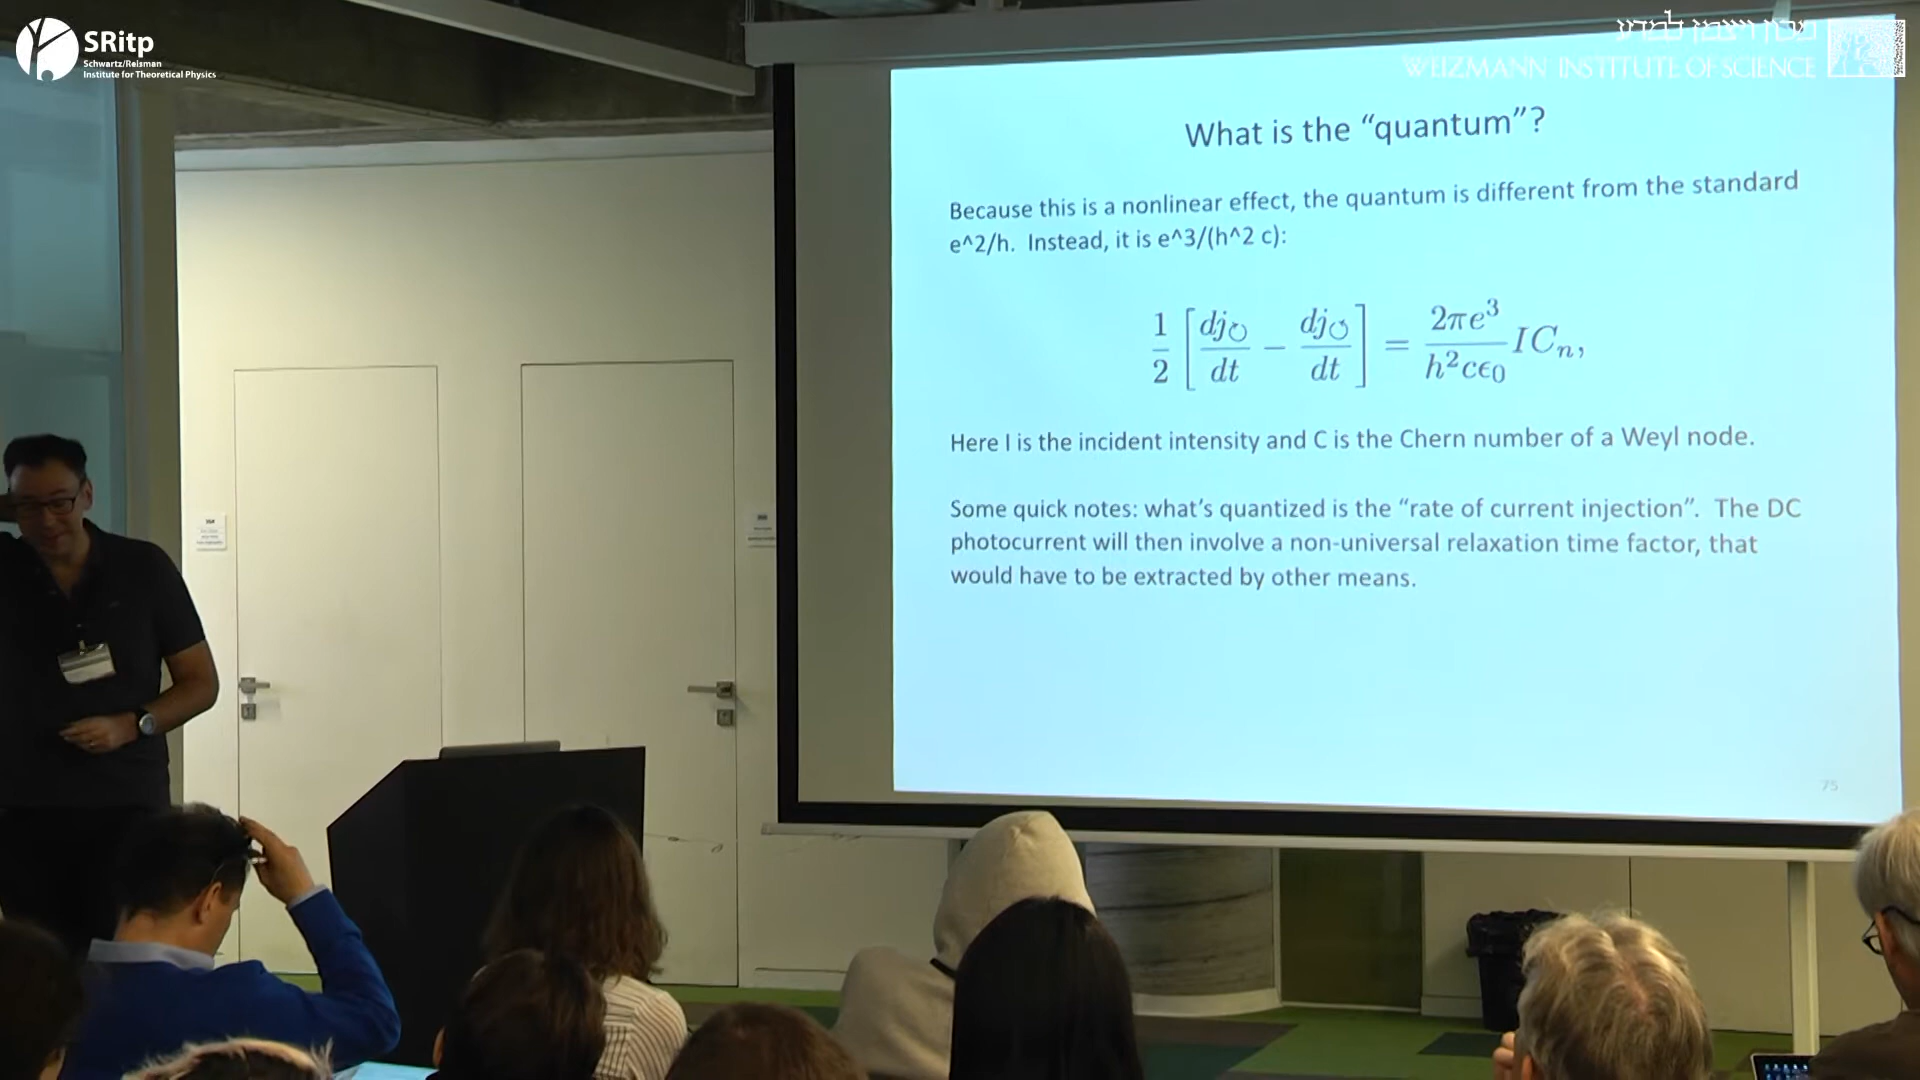 SRitp
Schwartz/Reisman
Institute for Theoretical Physics
מכון ויצמן למדע
WEIZMANN INSTITUTE OF SCIENCE
What is the “quantum”?
Because this is a nonlinear effect, the quantum is different from the standard
e^2/h. Instead, it is e^3/(h^2 c):
1/2 [dj↻/dt − dj↺/dt] = 2πe³/h²cϵ₀ ICₙ,
Here I is the incident intensity and C is the Chern number of a Weyl node.
Some quick notes: what’s quantized is the “rate of current injection”. The DC
photocurrent will then involve a non-universal relaxation time factor, that
would have to be extracted by other means.
75